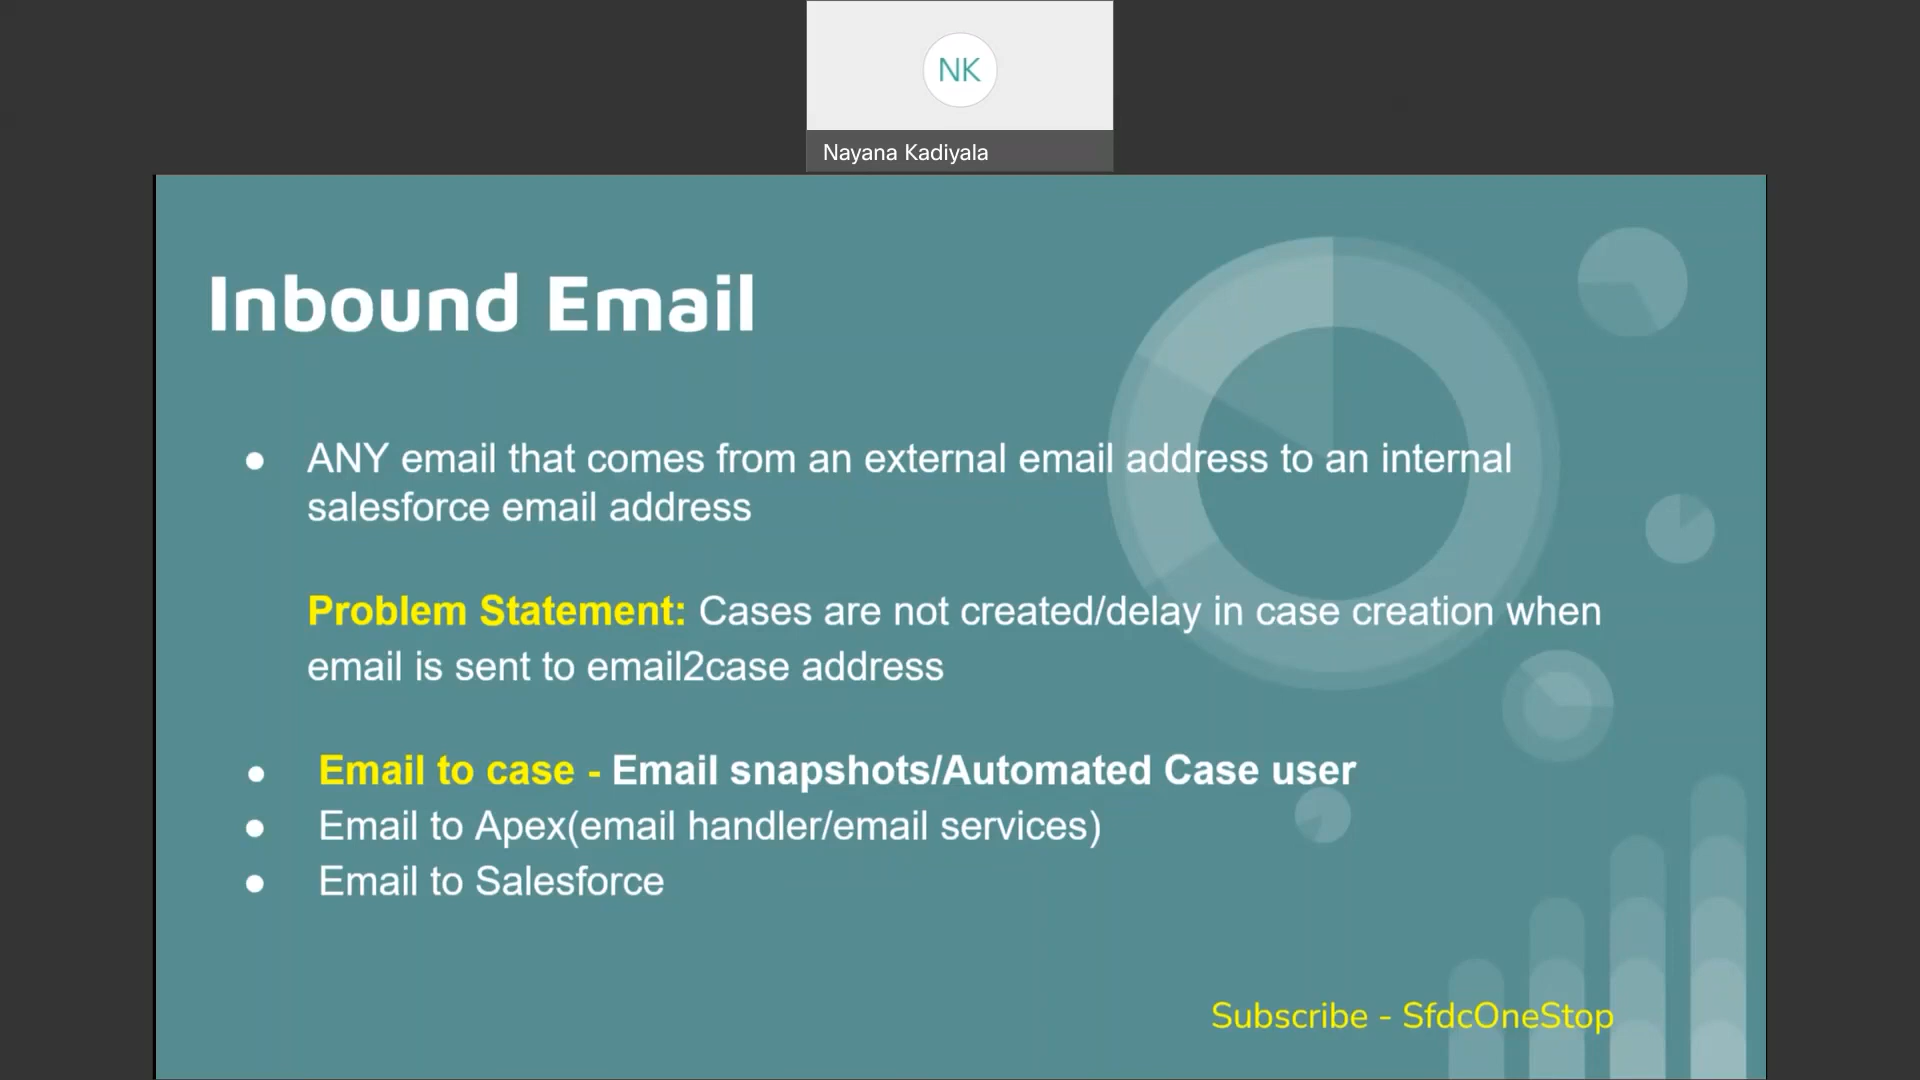 NK
Nayana Kadiyala
Inbound Email
● ANY email that comes from an external email address to an internal
salesforce email address
Problem Statement: Cases are not created/delay in case creation when
email is sent to email2case address
● Email to case - Email snapshots/Automated Case user
● Email to Apex(email handler/email services)
● Email to Salesforce
Subscribe - SfdcOneStop